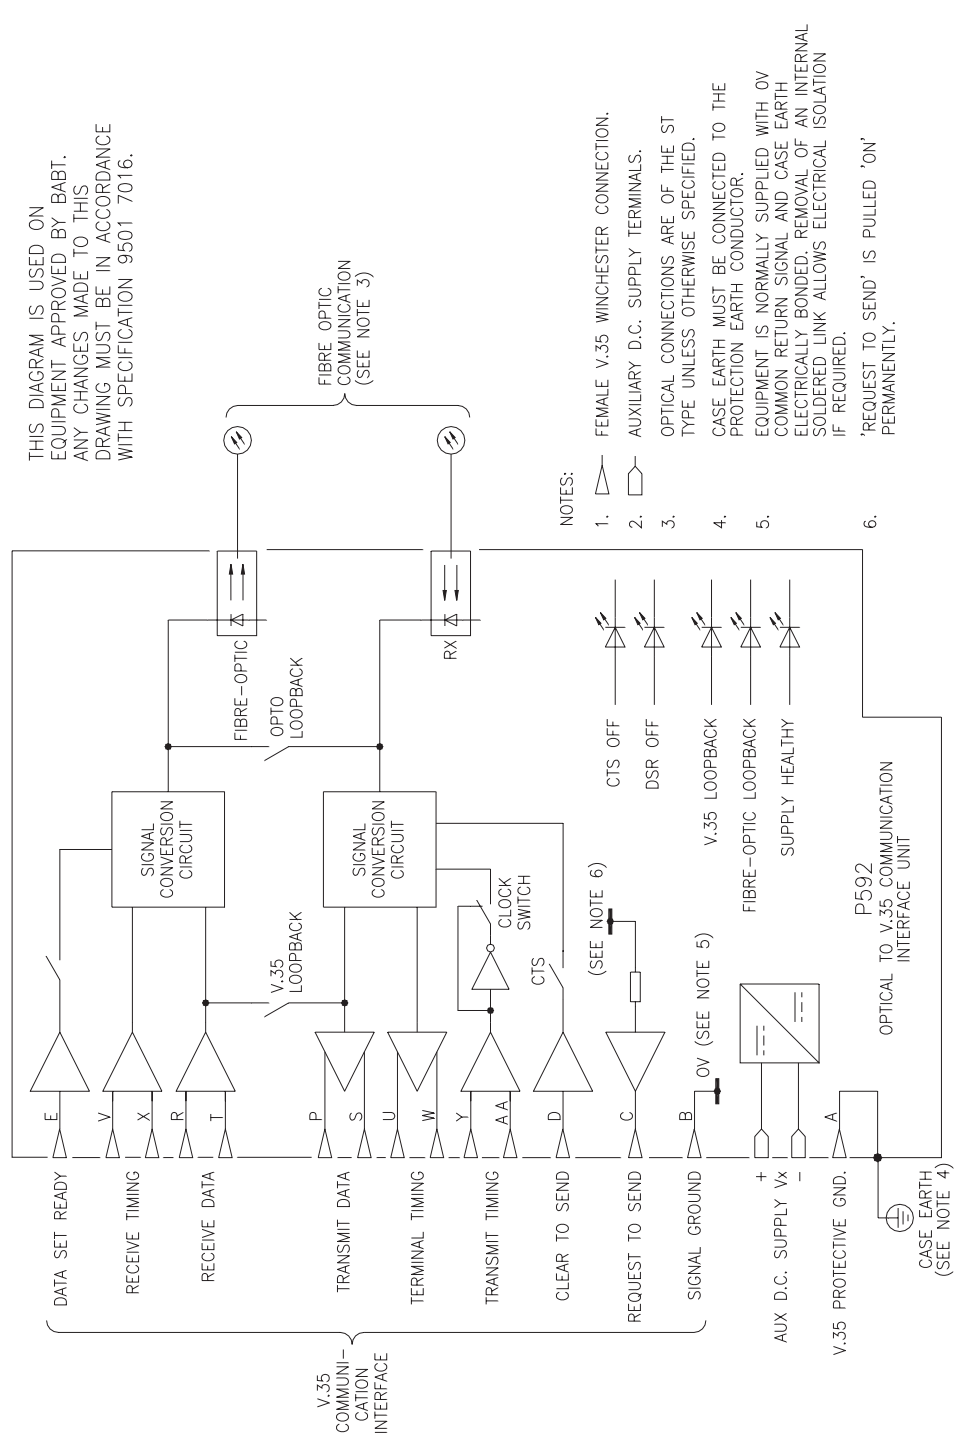 THIS DIAGRAM IS USED ON
EQUIPMENT APPROVED BY BABT.
ANY CHANGES MADE TO THIS
DRAWING MUST BE IN ACCORDANCE
WITH SPECIFICATION 9501 7016.
V.35
COMMUNI-
CATION
INTERFACE
DATA SET READY
E
RECEIVE TIMING
V
X
RECEIVE DATA
R
T
TRANSMIT DATA
P
S
TERMINAL TIMING
U
W
TRANSMIT TIMING
Y
AA
CLEAR TO SEND
D
REQUEST TO SEND
C
SIGNAL GROUND
B
AUX D.C. SUPPLY Vx
+
−
V.35 PROTECTIVE GND.
A
CASE EARTH
(SEE NOTE 4)
V.35
LOOPBACK
CTS
CLOCK
SWITCH
(SEE NOTE 6)
0V (SEE NOTE 5)
SIGNAL
CONVERSION
CIRCUIT
SIGNAL
CONVERSION
CIRCUIT
OPTO
LOOPBACK
FIBRE-OPTIC
RX
FIBRE OPTIC
COMMUNICATION
(SEE NOTE 3)
CTS OFF
DSR OFF
V.35 LOOPBACK
FIBRE-OPTIC LOOPBACK
SUPPLY HEALTHY
P592
OPTICAL TO V.35 COMMUNICATION
INTERFACE UNIT
NOTES:
1. FEMALE V.35 WINCHESTER CONNECTION.
2. AUXILIARY D.C. SUPPLY TERMINALS.
3. OPTICAL CONNECTIONS ARE OF THE ST
TYPE UNLESS OTHERWISE SPECIFIED.
4. CASE EARTH MUST BE CONNECTED TO THE
PROTECTION EARTH CONDUCTOR.
5. EQUIPMENT IS NORMALLY SUPPLIED WITH 0V
COMMON RETURN SIGNAL AND CASE EARTH
ELECTRICALLY BONDED. REMOVAL OF AN INTERNAL
SOLDERED LINK ALLOWS ELECTRICAL ISOLATION
IF REQUIRED.
6. 'REQUEST TO SEND' IS PULLED 'ON'
PERMANENTLY.